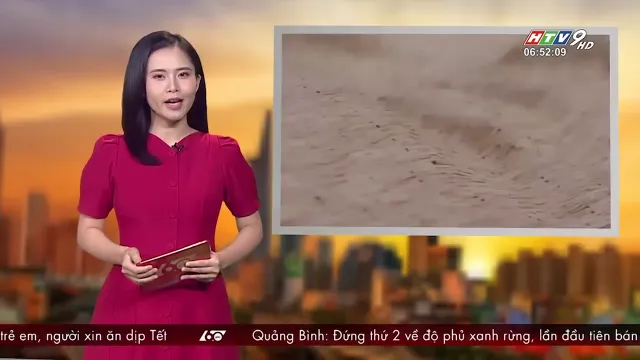 HTV9 HD
06:52:09
trẻ em, người xin ăn dịp Tết 60 Quảng Bình: Đứng thứ 2 về độ phủ xanh rừng, lần đầu tiên bán